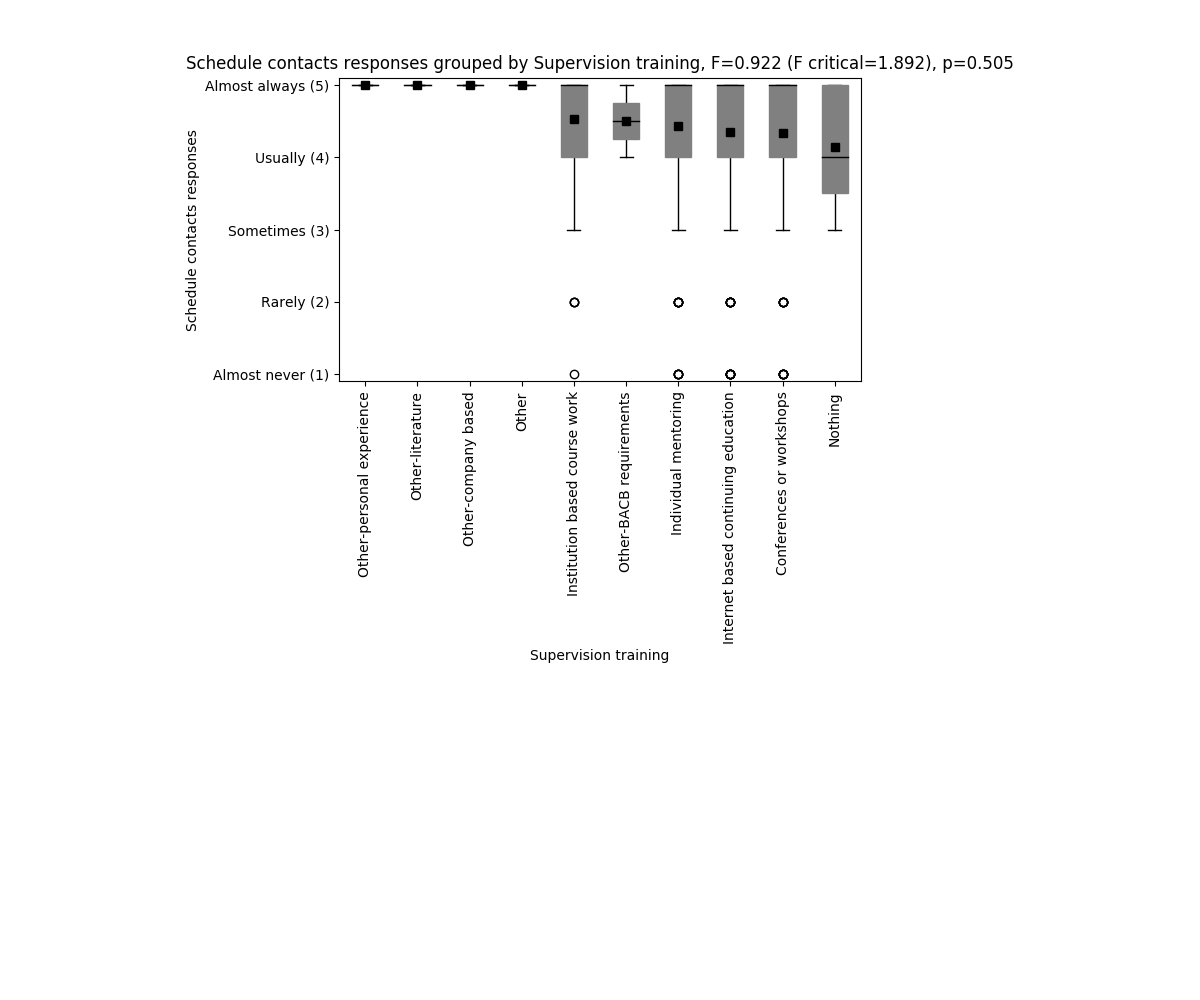 Schedule contacts responses grouped by Supervision training, F=0.922 (F critical=1.892), p=0.505
Schedule contacts responses
Almost always (5)
Usually (4)
Sometimes (3)
Rarely (2)
Almost never (1)
Other-personal experience
Other-literature
Other-company based
Other
Institution based course work
Other-BACB requirements
Individual mentoring
Internet based continuing education
Conferences or workshops
Nothing
Supervision training